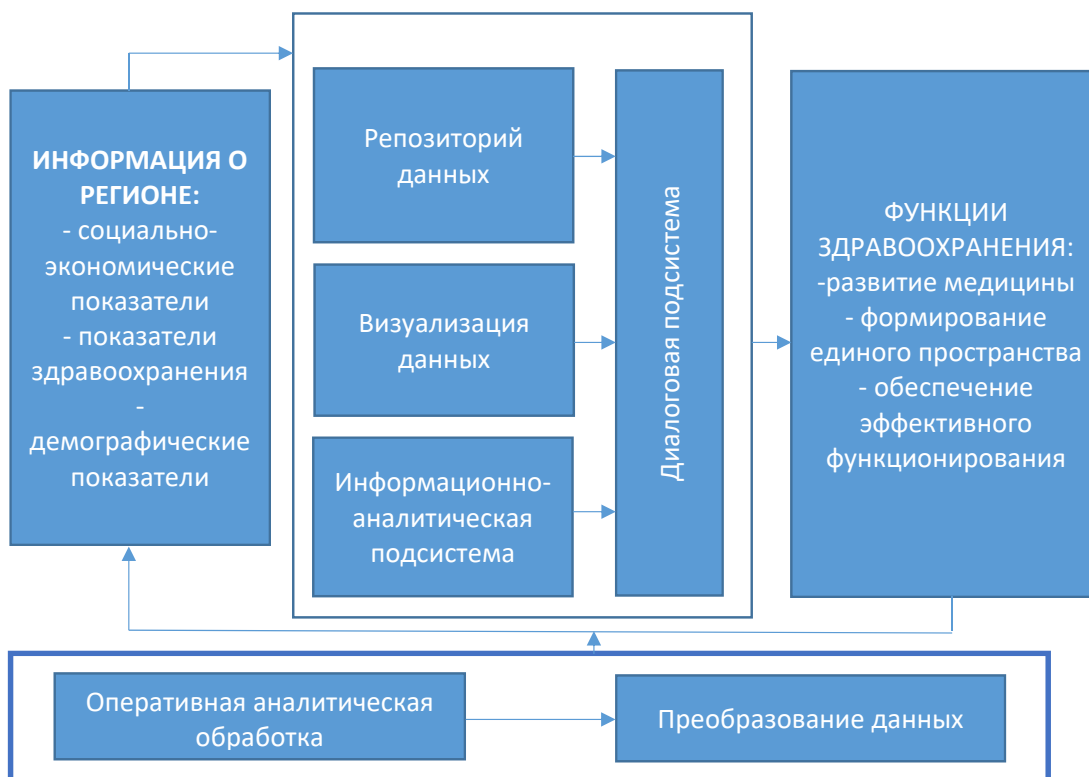 ИНФОРМАЦИЯ О
РЕГИОНЕ:
- социально-
экономические
показатели
- показатели
здравоохранения
-
демографические
показатели
Репозиторий
данных
Визуализация
данных
Информационно-
аналитическая
подсистема
Диалоговая подсистема
ФУНКЦИИ
ЗДРАВООХРАНЕНИЯ:
-развитие медицины
- формирование
единого пространства
- обеспечение
эффективного
функционирования
Оперативная аналитическая
обработка
Преобразование данных